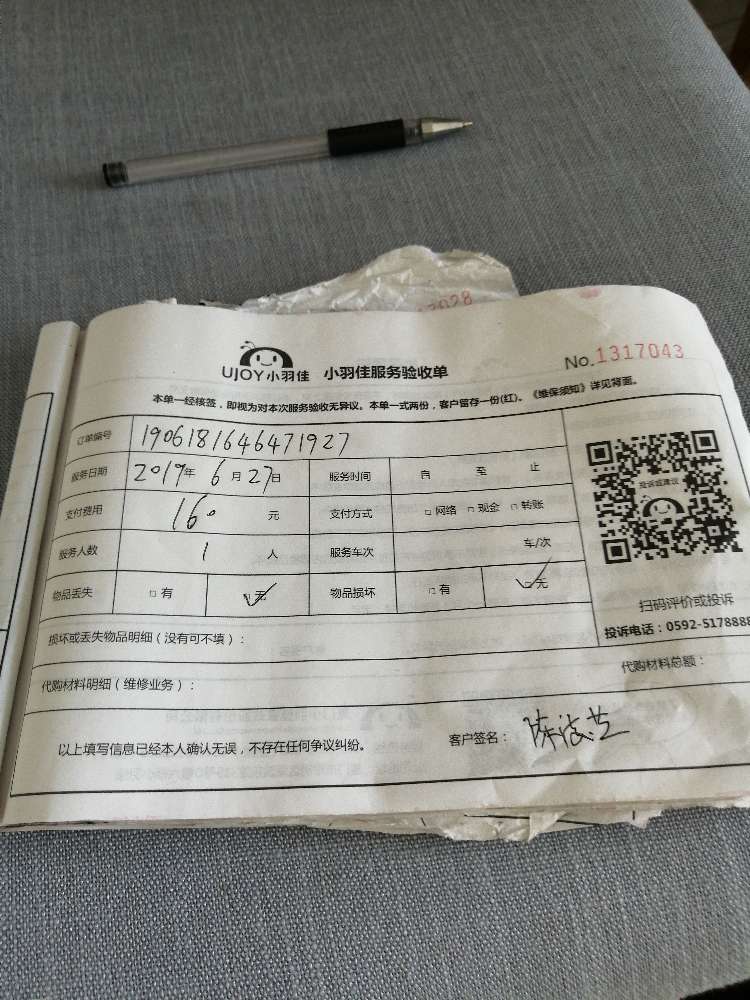 3028
UJOY小羽佳 小羽佳服务验收单 No.1317043
本单一经核签，即视为对本次服务验收无异议。本单一式两份，客户留存一份(红)。《维保须知》详见背面。
订单编号 1906181646471927
服务日期 2019年 6月 27日 服务时间 自 至 止
支付费用 160 元 支付方式 □网络 □现金 □转账
服务人数 1 人 服务车次 车/次
物品丢失 □有 □无 物品损坏 □有 □无
投诉或建议
扫码评价或投诉
投诉电话：0592-5178888
损坏或丢失物品明细（没有可不填）：
代购材料明细（维修业务）： 代购材料总额：
以上填写信息已经本人确认无误，不存在任何争议纠纷。 客户签名：陈